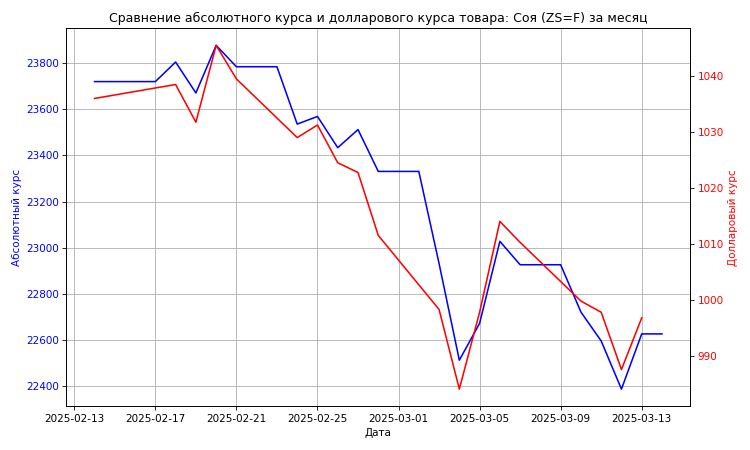 Сравнение абсолютного курса и долларового курса товара: Соя (ZS=F) за месяц
23800
23600
23400
23200
23000
22800
22600
22400
Абсолютный курс
1040
1030
1020
1010
1000
990
Долларовый курс
2025-02-13 2025-02-17 2025-02-21 2025-02-25 2025-03-01 2025-03-05 2025-03-09 2025-03-13
Дата